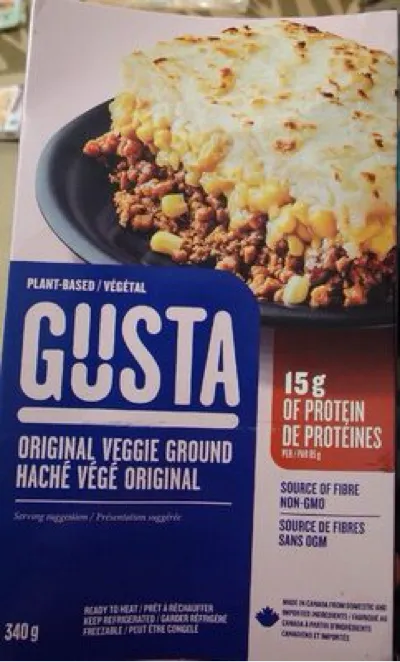 PLANT-BASED / VÉGÉTAL
GUSTA
ORIGINAL VEGGIE GROUND
HACHÉ VÉGÉ ORIGINAL
Serving suggestion / Présentation suggérée
15g
OF PROTEIN
DE PROTÉINES
PER / PAR 85 g
SOURCE OF FIBRE
NON-GMO
SOURCE DE FIBRES
SANS OGM
READY TO HEAT / PRÊT À RÉCHAUFFER
KEEP REFRIGERATED / GARDER RÉFRIGÉRÉ
FREEZABLE / PEUT ÊTRE CONGELÉ
340 g
MADE IN CANADA FROM DOMESTIC AND
IMPORTED INGREDIENTS / FABRIQUÉ AU
CANADA À PARTIR D'INGRÉDIENTS
CANADIENS ET IMPORTÉS